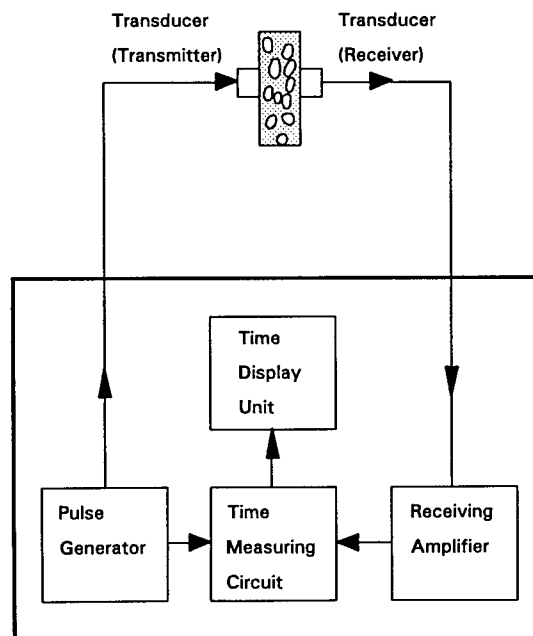 Transducer
(Transmitter)
Transducer
(Receiver)
Time
Display
Unit
Pulse
Generator
Time
Measuring
Circuit
Receiving
Amplifier